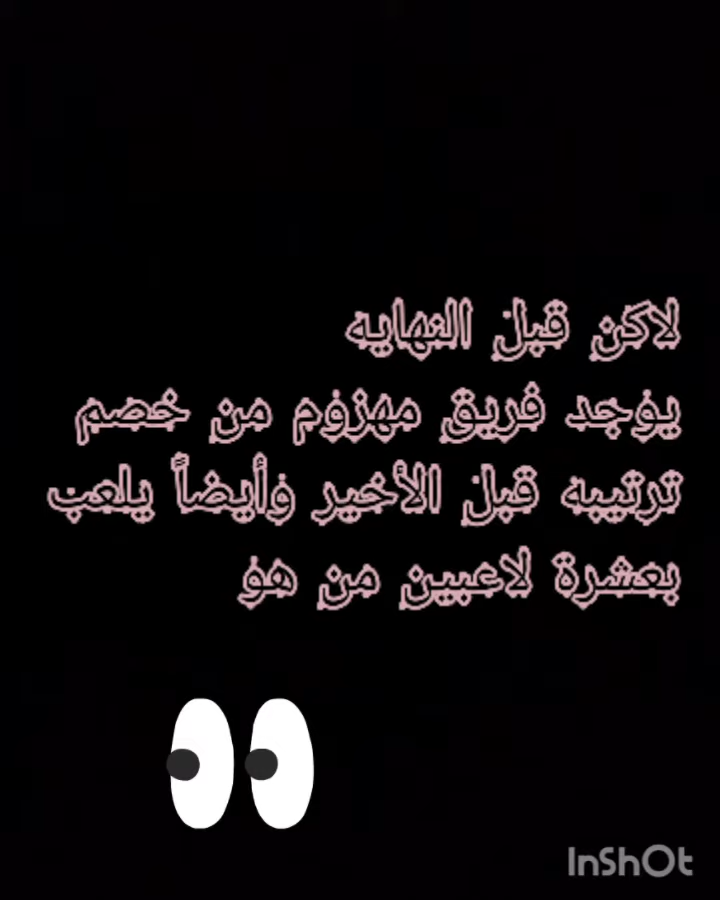 لاكن قبل النهايه
يوجد فريق مهزوم من خصم
ترتيبه قبل الأخير وأيضاً يلعب
بعشرة لاعبين من هو
InShOt